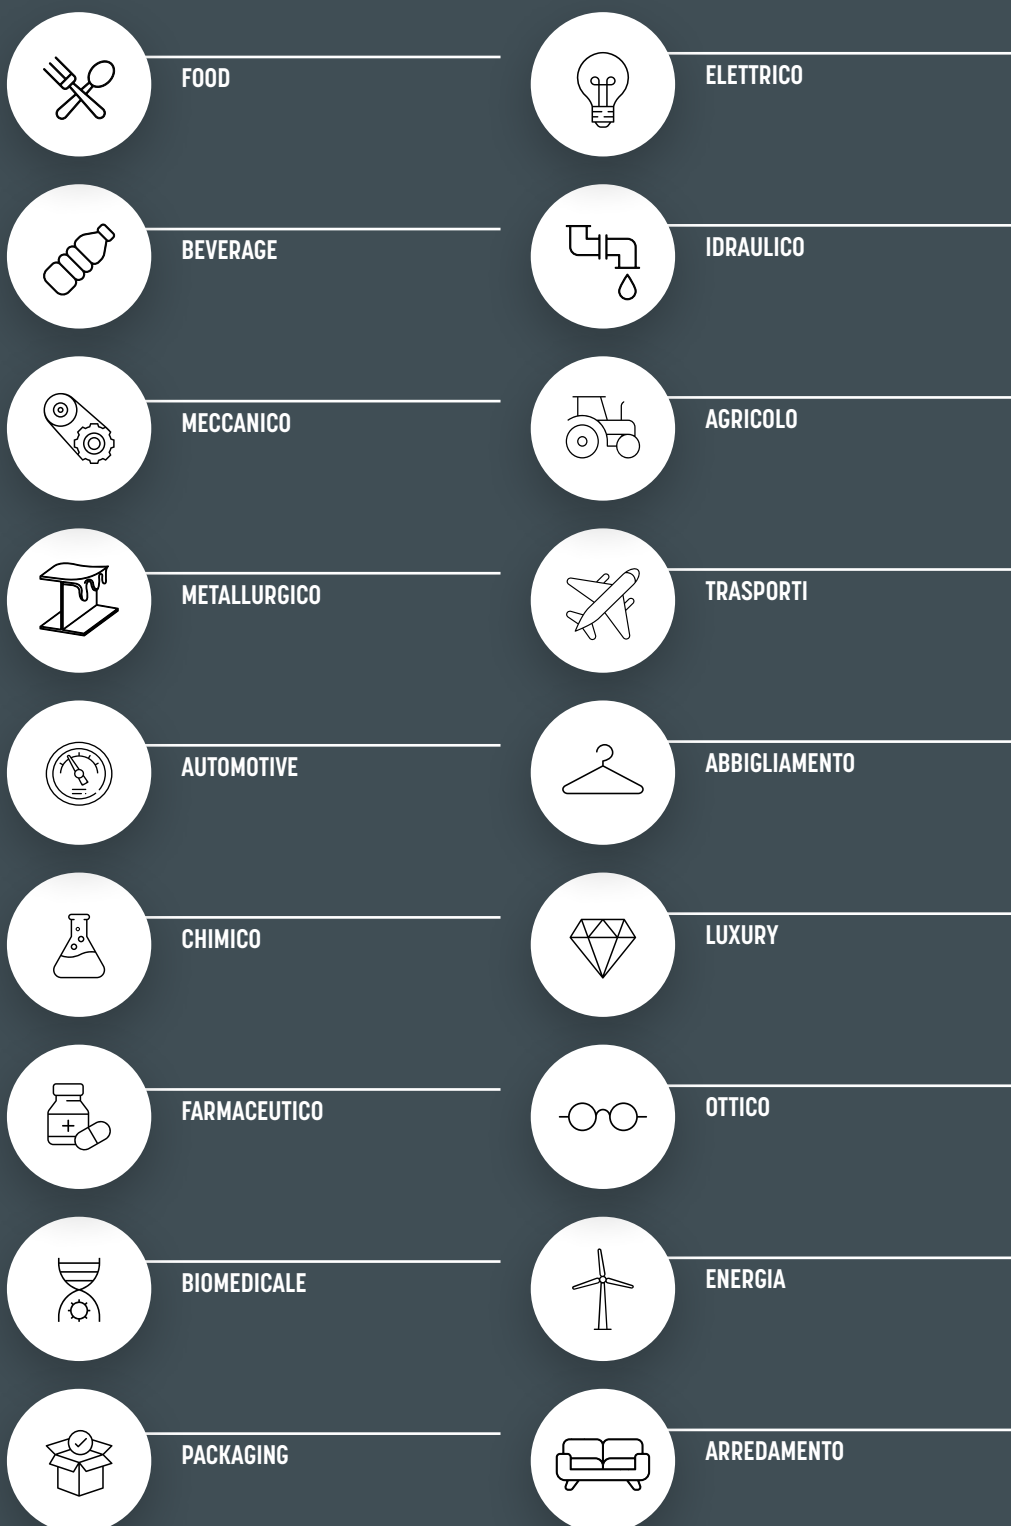 FOOD
ELETTRICO
BEVERAGE
IDRAULICO
MECCANICO
AGRICOLO
METALLURGICO
TRASPORTI
AUTOMOTIVE
ABBIGLIAMENTO
CHIMICO
LUXURY
FARMACEUTICO
OTTICO
BIOMEDICALE
ENERGIA
PACKAGING
ARREDAMENTO